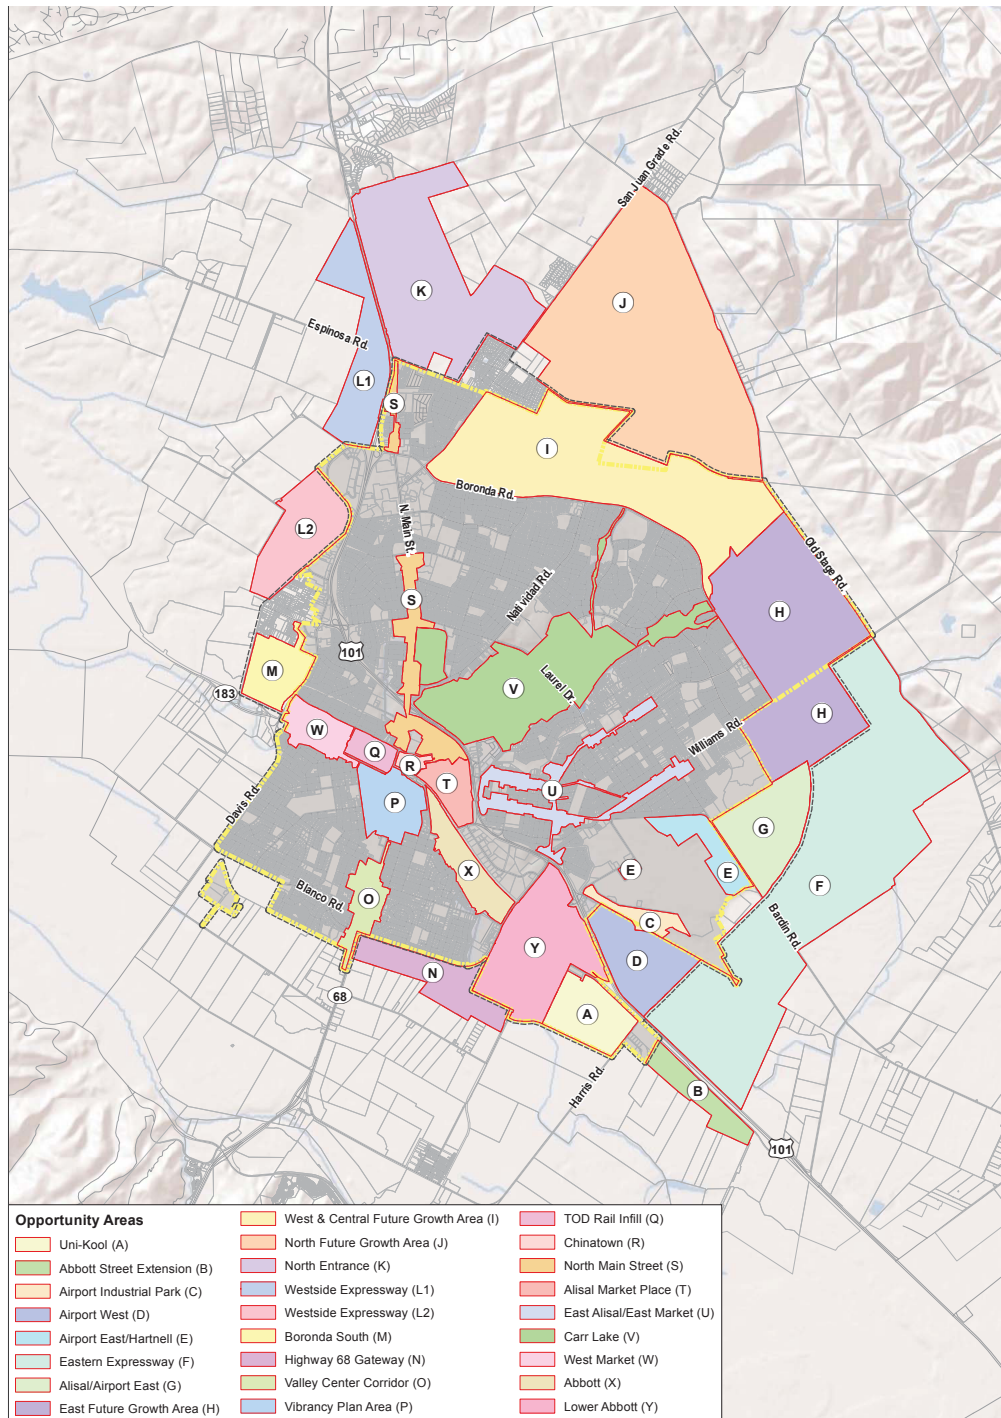 San Juan Grade Rd.
K
J
Espinosa Rd.
L1
S
I
Boronda Rd.
N. Main St.
L2
Old Stage Rd.
Natividad Rd.
S
H
101
M
Laurel Dr.
183
V
H
W
Williams Rd.
Q
R
T
U
P
Davis Rd.
G
X
E
E
F
Blanco Rd.
O
C
Bardin Rd.
Y
D
N
68
A
Harris Rd.
B
101
Opportunity Areas
Uni-Kool (A)
Abbott Street Extension (B)
Airport Industrial Park (C)
Airport West (D)
Airport East/Hartnell (E)
Eastern Expressway (F)
Alisal/Airport East (G)
East Future Growth Area (H)
West & Central Future Growth Area (I)
North Future Growth Area (J)
North Entrance (K)
Westside Expressway (L1)
Westside Expressway (L2)
Boronda South (M)
Highway 68 Gateway (N)
Valley Center Corridor (O)
Vibrancy Plan Area (P)
TOD Rail Infill (Q)
Chinatown (R)
North Main Street (S)
Alisal Market Place (T)
East Alisal/East Market (U)
Carr Lake (V)
West Market (W)
Abbott (X)
Lower Abbott (Y)